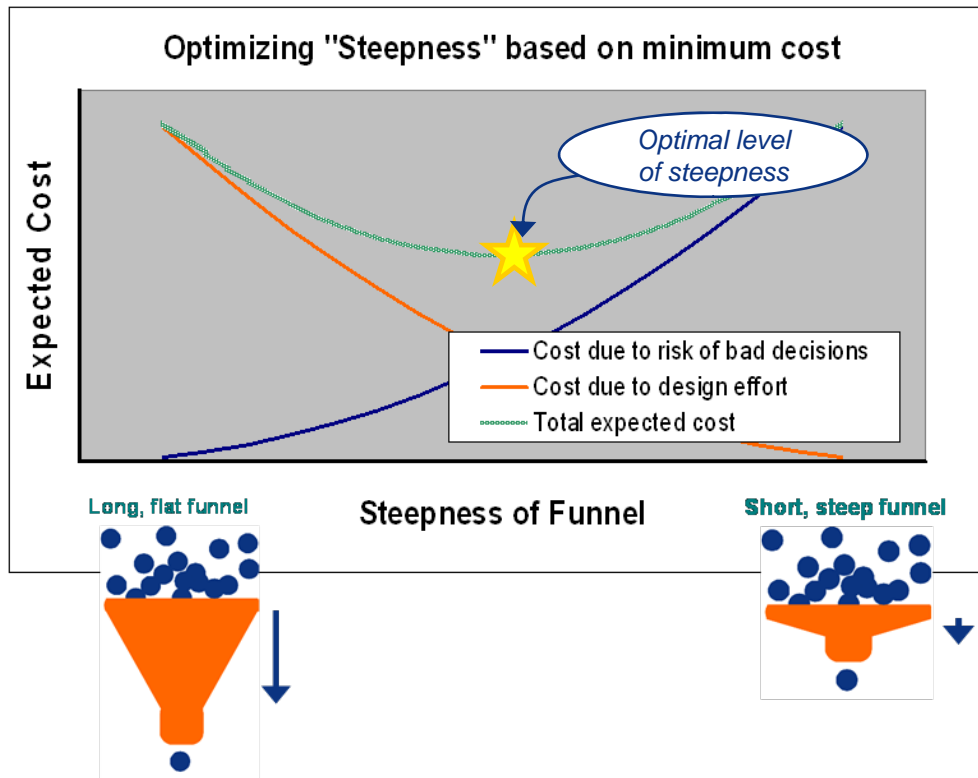 Optimizing "Steepness" based on minimum cost
Expected Cost
Optimal level
of steepness
Cost due to risk of bad decisions
Cost due to design effort
Total expected cost
Long, flat funnel
Steepness of Funnel
Short, steep funnel